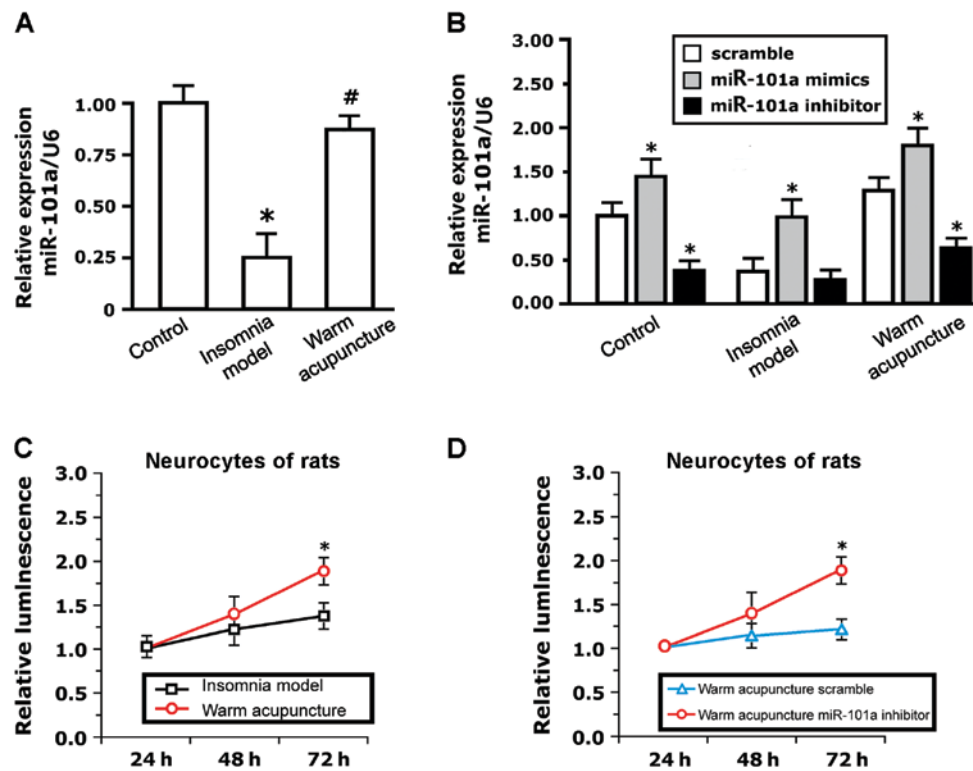 A
Relative expression
miR-101a/U6
1.00
0.75
0.50
0.25
0
*
#
Control
Insomnia
model
Warm
acupuncture
B
Relative expression
miR-101a/U6
3.00
2.00
1.50
1.00
0.50
0.00
scramble
miR-101a mimics
miR-101a inhibitor
*
*
*
*
*
Control
Insomnia
model
Warm
acupuncture
C
Neurocytes of rats
Relative luminescence
3.0
2.5
2.0
1.5
1.0
0.5
0.0
*
Insomnia model
Warm acupuncture
24 h
48 h
72 h
D
Neurocytes of rats
Relative luminescence
3.0
2.5
2.0
1.5
1.0
0.5
0.0
*
Warm acupuncture scramble
Warm acupuncture miR-101a inhibitor
24 h
48 h
72 h